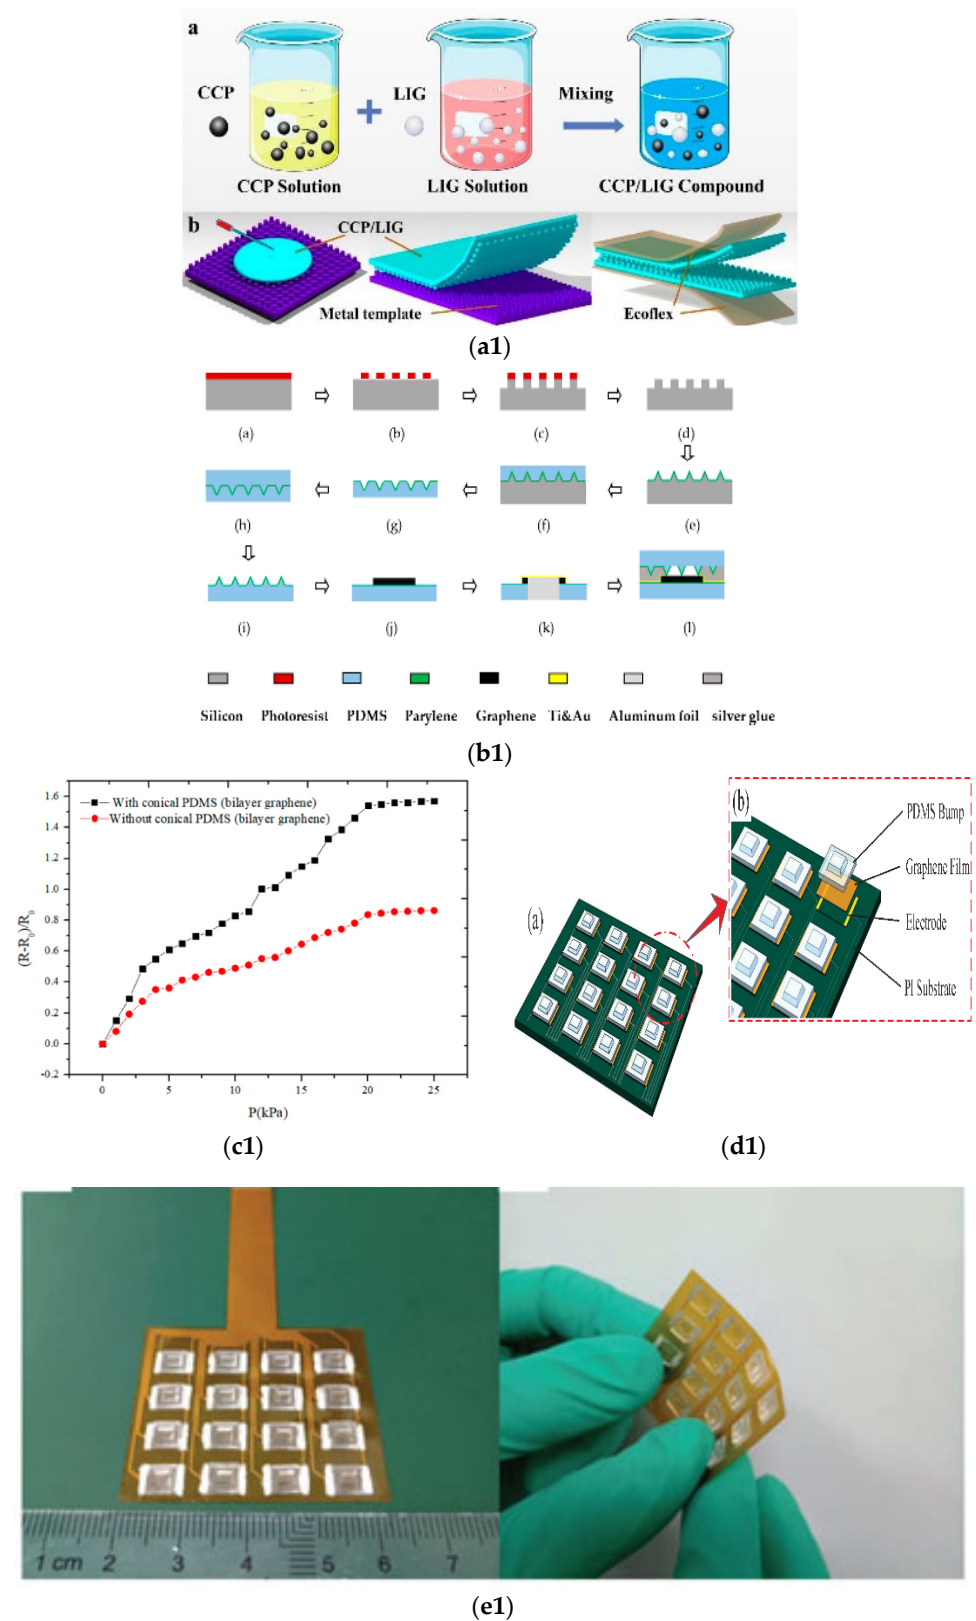 a
CCP
LIG
Mixing
CCP Solution
LIG Solution
CCP/LIG Compound
b
CCP/LIG
Metal template
Ecoflex
(a1)
(a)
(b)
(c)
(d)
(h)
(g)
(f)
(e)
(i)
(j)
(k)
(l)
Silicon
Photoresist
PDMS
Parylene
Graphene
Ti&Au
Aluminum foil
silver glue
(b1)
1.6
1.4
1.2
1.0
0.8
0.6
0.4
0.2
0.0
-0.2
(R-R₀)/R₀
With conical PDMS (bilayer graphene)
Without conical PDMS (bilayer graphene)
0
5
10
15
20
25
P(kPa)
(c1)
(a)
(b)
PDMS Bump
Graphene Film
Electrode
PI Substrate
(d1)
1 cm 2 3 4 5 6 7
(e1)